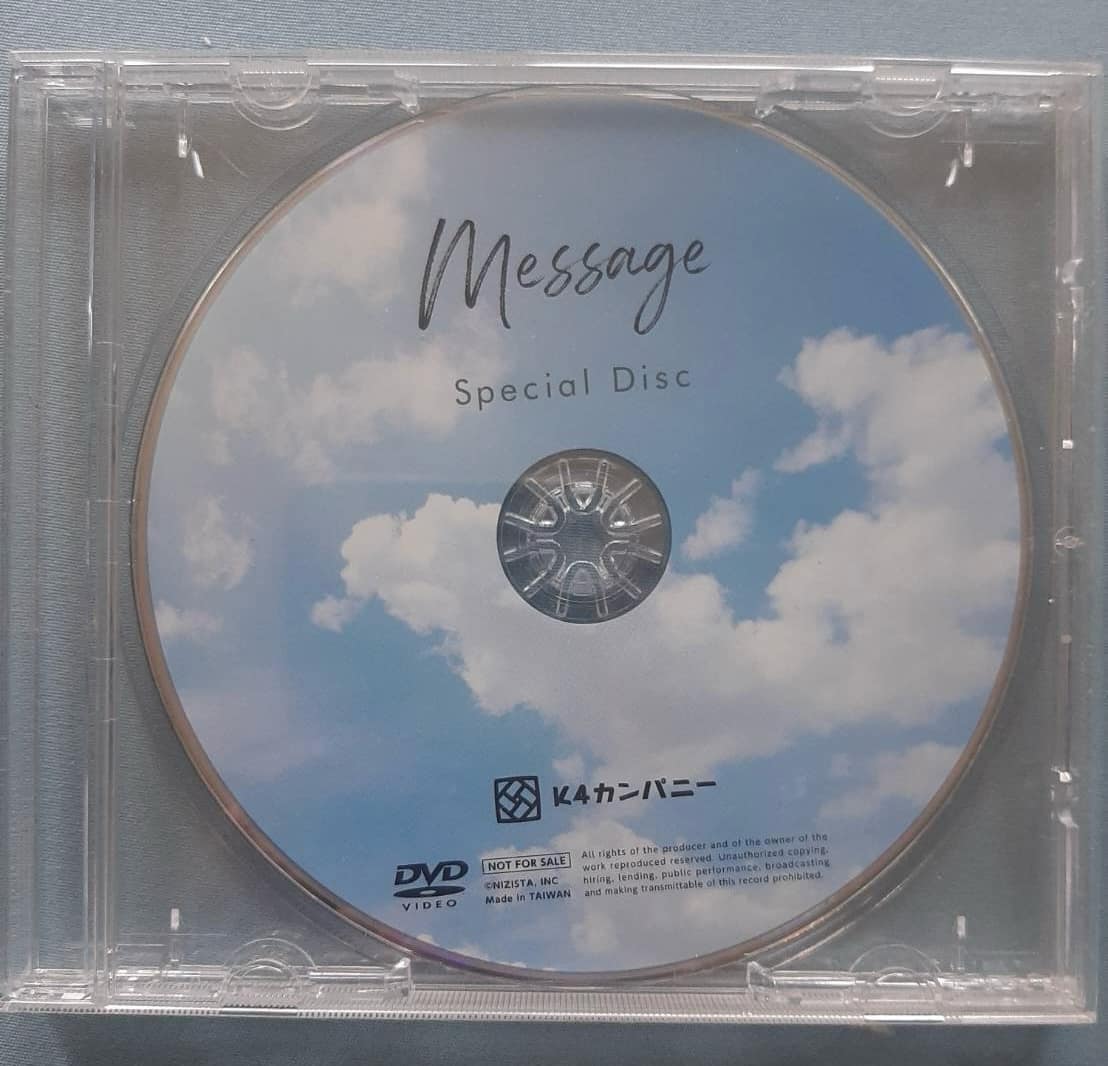 Message
Special Disc
K4カンパニー
DVD
VIDEO
NOT FOR SALE
©NIZISTA, INC
Made in TAIWAN
All rights of the producer and of the owner of the
work reproduced reserved. Unauthorized copying,
hiring, lending, public performance, broadcasting
and making transmittable of this record prohibited.